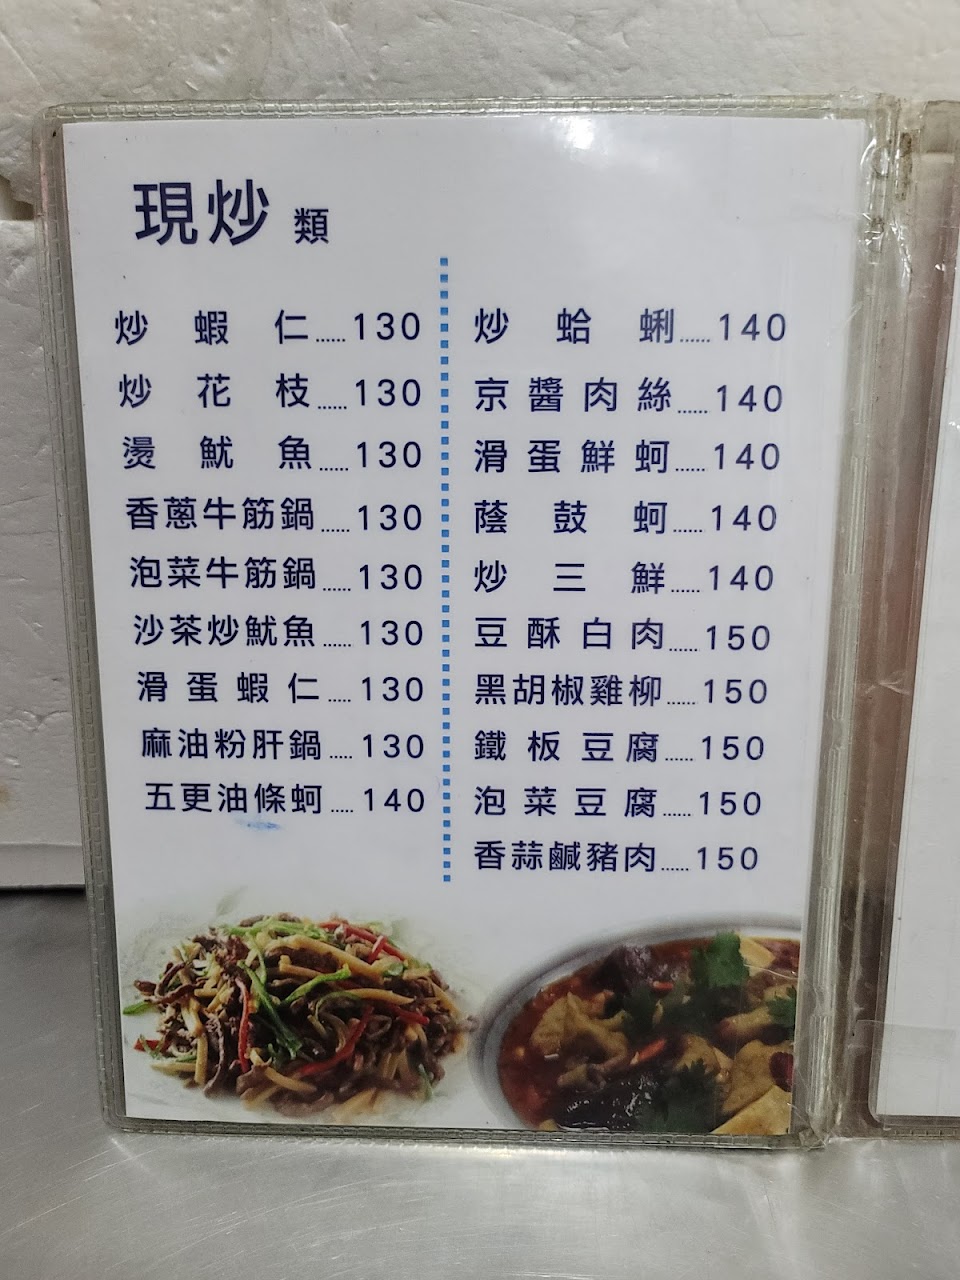 現炒 類
炒蝦仁......130
炒花枝......130
燙魷魚......130
香蔥牛筋鍋......130
泡菜牛筋鍋......130
沙茶炒魷魚......130
滑蛋蝦仁.....130
麻油粉肝鍋.....130
五更油條蚵.....140
炒蛤蜊......140
京醬肉絲......140
滑蛋鮮蚵......140
蔭鼓蚵......140
炒三鮮......140
豆酥白肉......150
黑胡椒雞柳......150
鐵板豆腐......150
泡菜豆腐......150
香蒜鹹豬肉......150